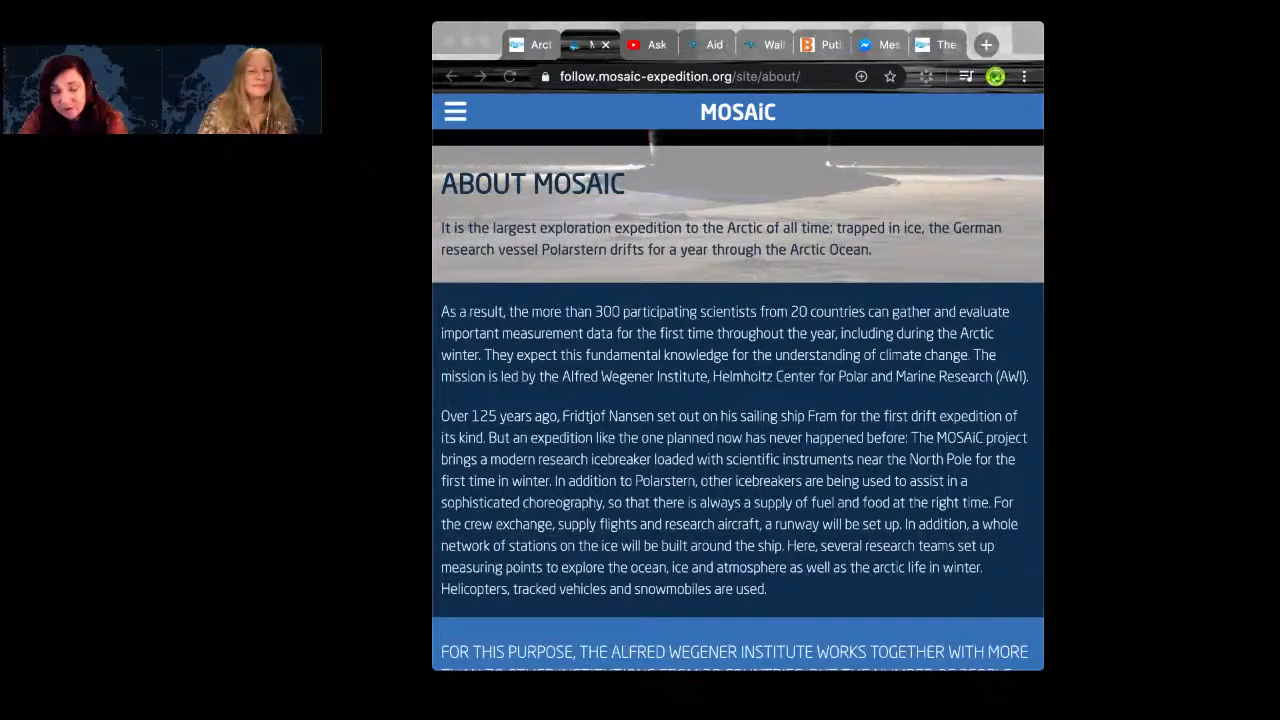 Arct
M
Ask
Aid
Wall
Puti
Mes
The
follow.mosaic-expedition.org/site/about/
MOSAiC
ABOUT MOSAIC
It is the largest exploration expedition to the Arctic of all time: trapped in ice, the German
research vessel Polarstern drifts for a year through the Arctic Ocean.
As a result, the more than 300 participating scientists from 20 countries can gather and evaluate
important measurement data for the first time throughout the year, including during the Arctic
winter. They expect this fundamental knowledge for the understanding of climate change. The
mission is led by the Alfred Wegener Institute, Helmholtz Center for Polar and Marine Research (AWI).
Over 125 years ago, Fridtjof Nansen set out on his sailing ship Fram for the first drift expedition of
its kind. But an expedition like the one planned now has never happened before: The MOSAiC project
brings a modern research icebreaker loaded with scientific instruments near the North Pole for the
first time in winter. In addition to Polarstern, other icebreakers are being used to assist in a
sophisticated choreography, so that there is always a supply of fuel and food at the right time. For
the crew exchange, supply flights and research aircraft, a runway will be set up. In addition, a whole
network of stations on the ice will be built around the ship. Here, several research teams set up
measuring points to explore the ocean, ice and atmosphere as well as the arctic life in winter.
Helicopters, tracked vehicles and snowmobiles are used.
FOR THIS PURPOSE, THE ALFRED WEGENER INSTITUTE WORKS TOGETHER WITH MORE